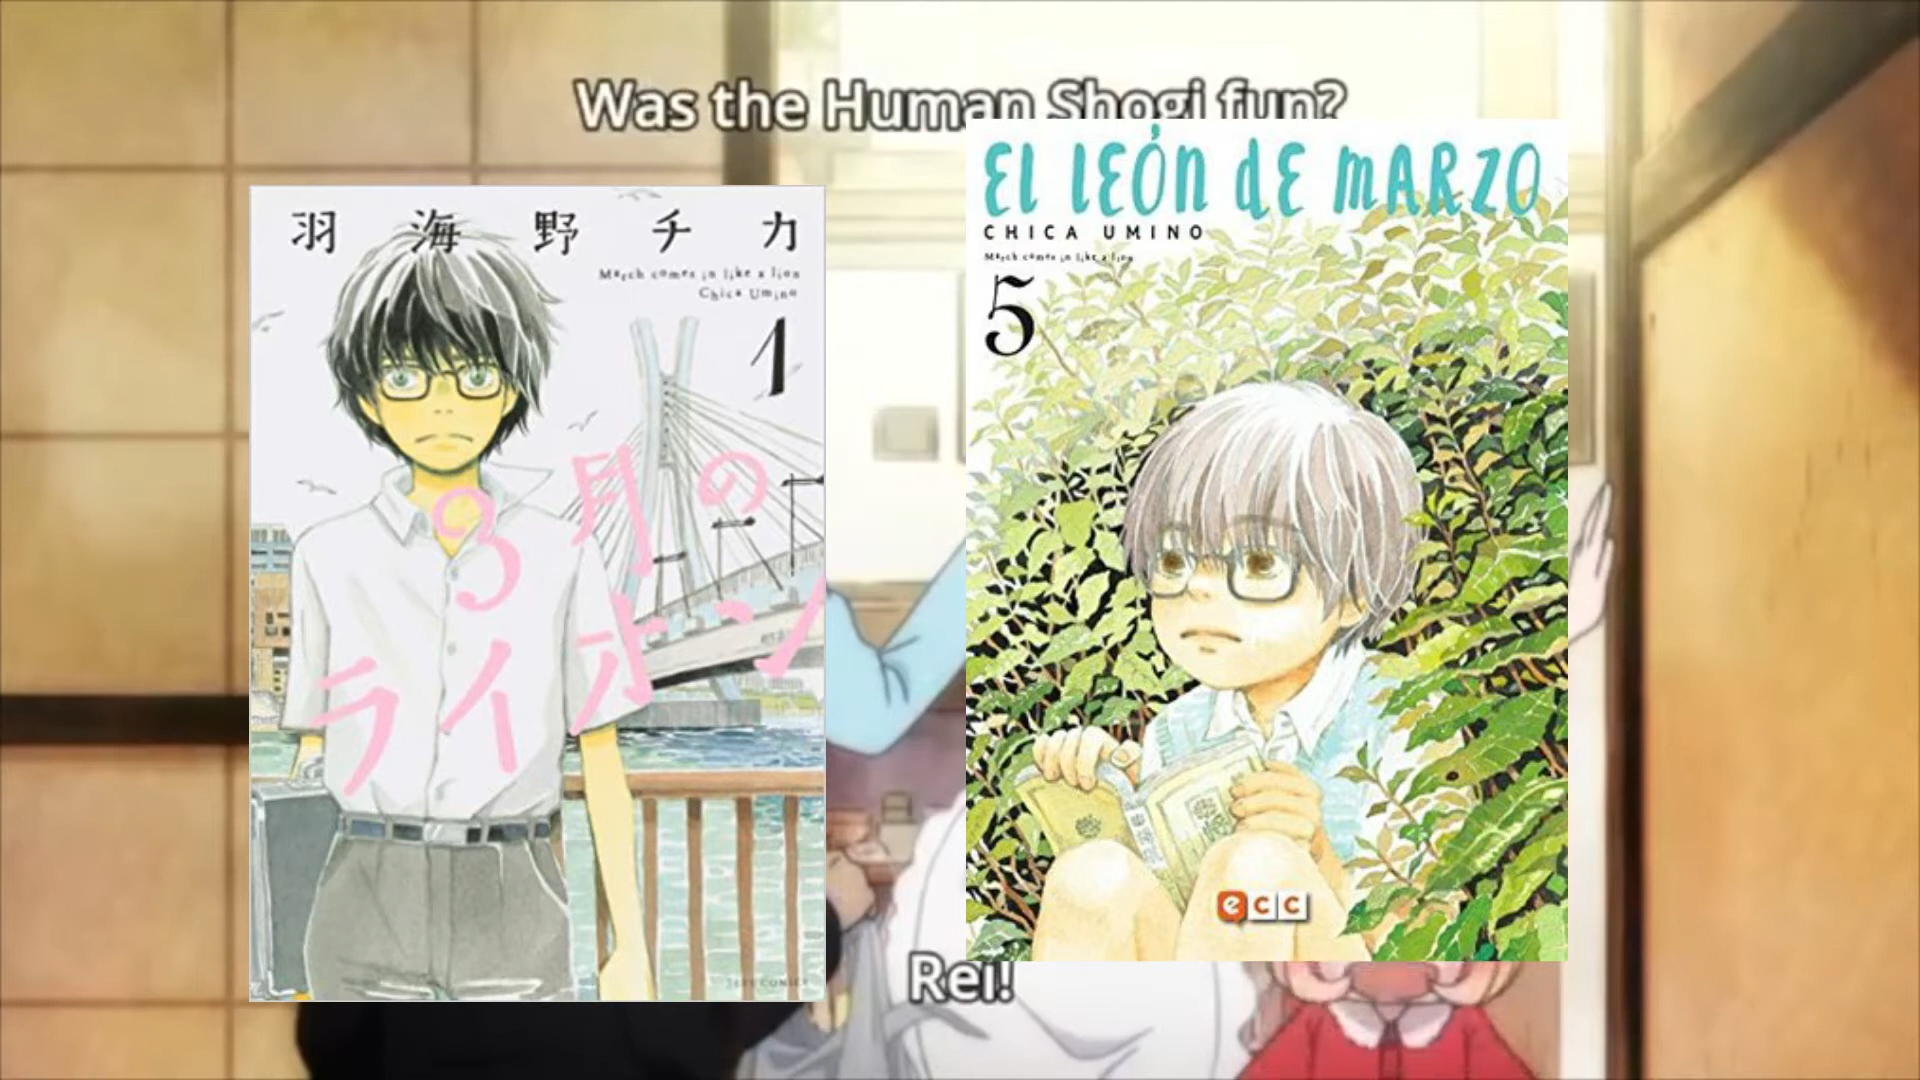 Was the Human Shogi fun?
羽海野チカ
March comes in like a lion
Chica Umino
1
3月の
ライオン
JETS COMICS
EL LEÓN dE mARZO
CHICA UMINO
March comes in like a lion
5
ecc
Rei!